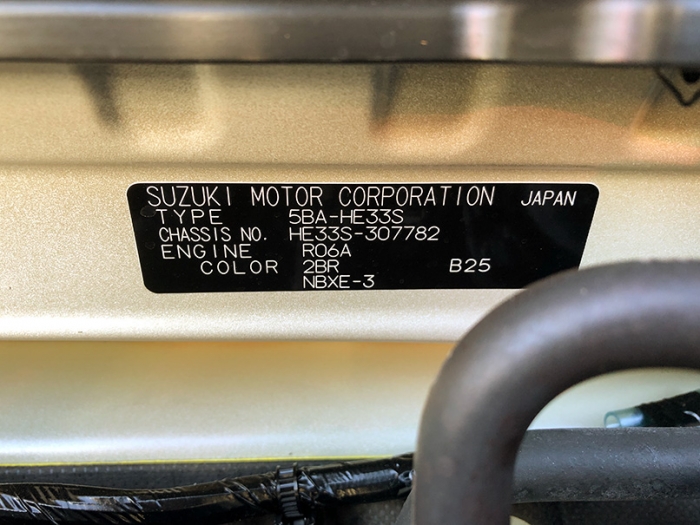 SUZUKI MOTOR CORPORATION JAPAN
TYPE 5BA-HE33S
CHASSIS NO. HE33S-307782
ENGINE R06A
COLOR 2BR B25
NBXE-3